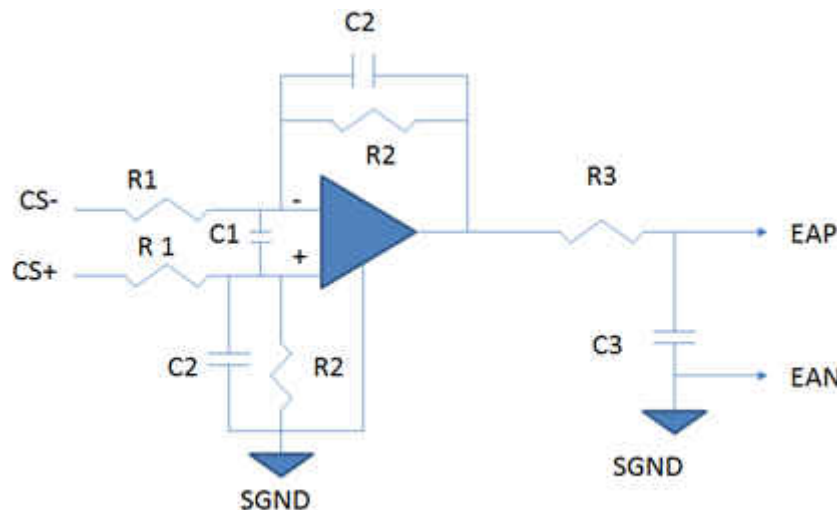 C2
R2
R1
R3
CS-
-
C1
EAP
R 1
+
CS+
C3
C2
R2
EAN
SGND
SGND